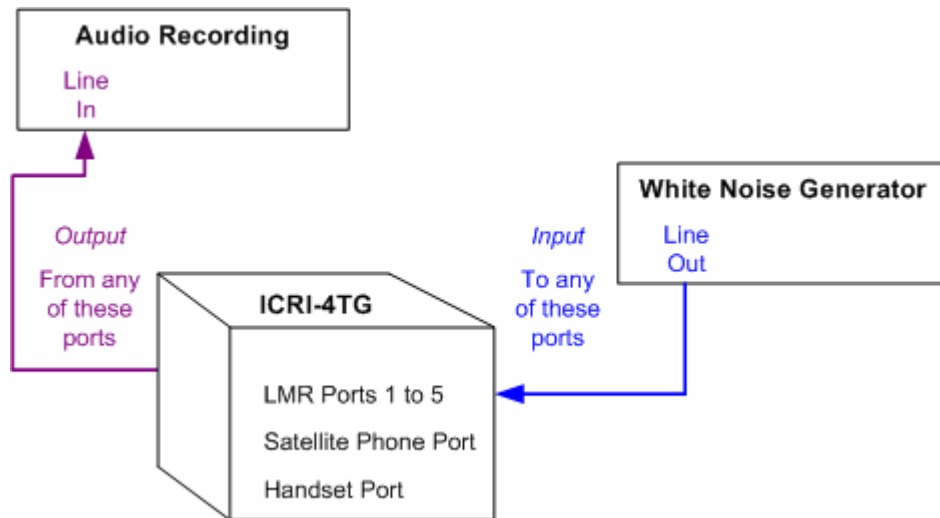 Audio Recording
Line
In
White Noise Generator
Line
Out
Output
From any
of these
ports
Input
To any
of these
ports
ICRI-4TG
LMR Ports 1 to 5
Satellite Phone Port
Handset Port